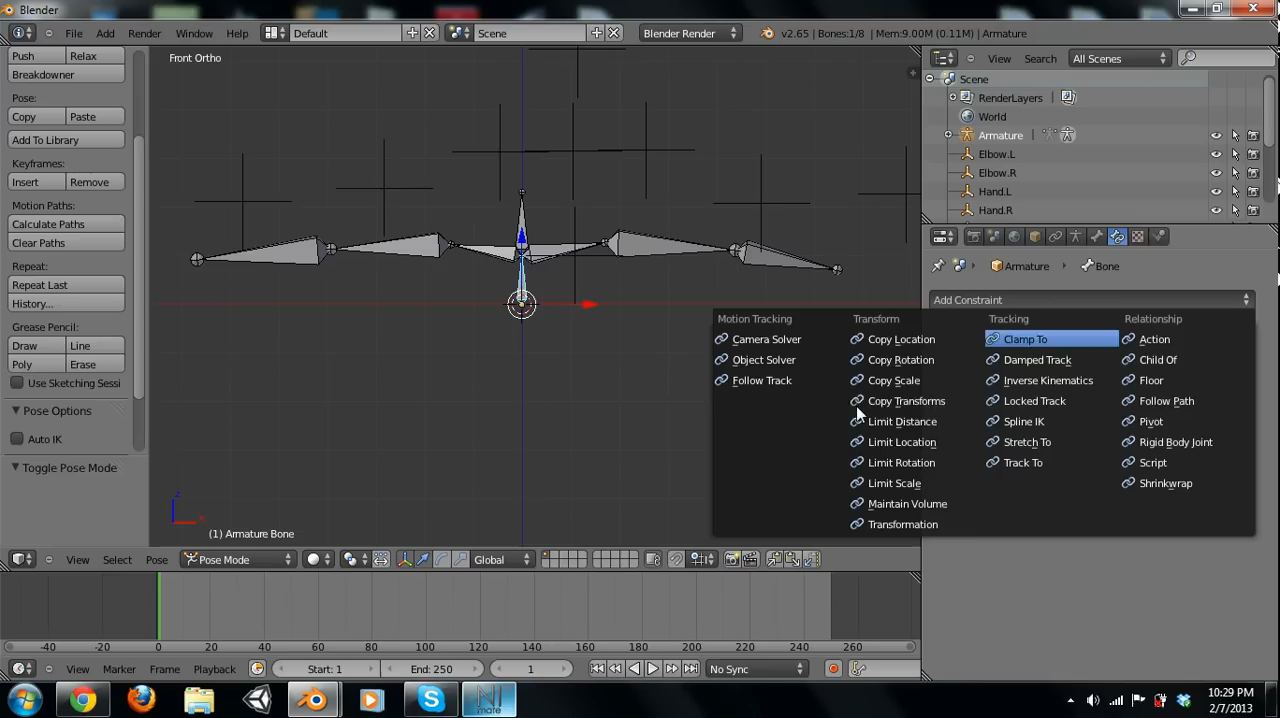 Blender
File Add Render Window Help Default Scene Blender Render v2.65 | Bones:1/8 | Mem:9.00M (0.11M) | Armature
Push Relax
Breakdowner
Pose:
Copy Paste
Add To Library
Keyframes:
Insert Remove
Motion Paths:
Calculate Paths
Clear Paths
Repeat:
Repeat Last
History...
Grease Pencil:
Draw Line
Poly Erase
Use Sketching Sessi
Pose Options
Auto IK
Toggle Pose Mode
Front Ortho
z
x
(1) Armature Bone
View Select Pose Pose Mode Global
View Search All Scenes
Scene
RenderLayers
World
Armature
Elbow.L
Elbow.R
Hand.L
Hand.R
Armature Bone
Add Constraint
Motion Tracking Transform Tracking Relationship
Camera Solver Copy Location Clamp To Action
Object Solver Copy Rotation Damped Track Child Of
Follow Track Copy Scale Inverse Kinematics Floor
Copy Transforms Locked Track Follow Path
Limit Distance Spline IK Pivot
Limit Location Stretch To Rigid Body Joint
Limit Rotation Track To Script
Limit Scale Shrinkwrap
Maintain Volume
Transformation
-40 -20 0 20 40 60 80 100 120 140 160 180 200 220 240 260
View Marker Frame Playback Start: 1 End: 250 1 No Sync
NI
mate
10:29 PM
2/7/2013